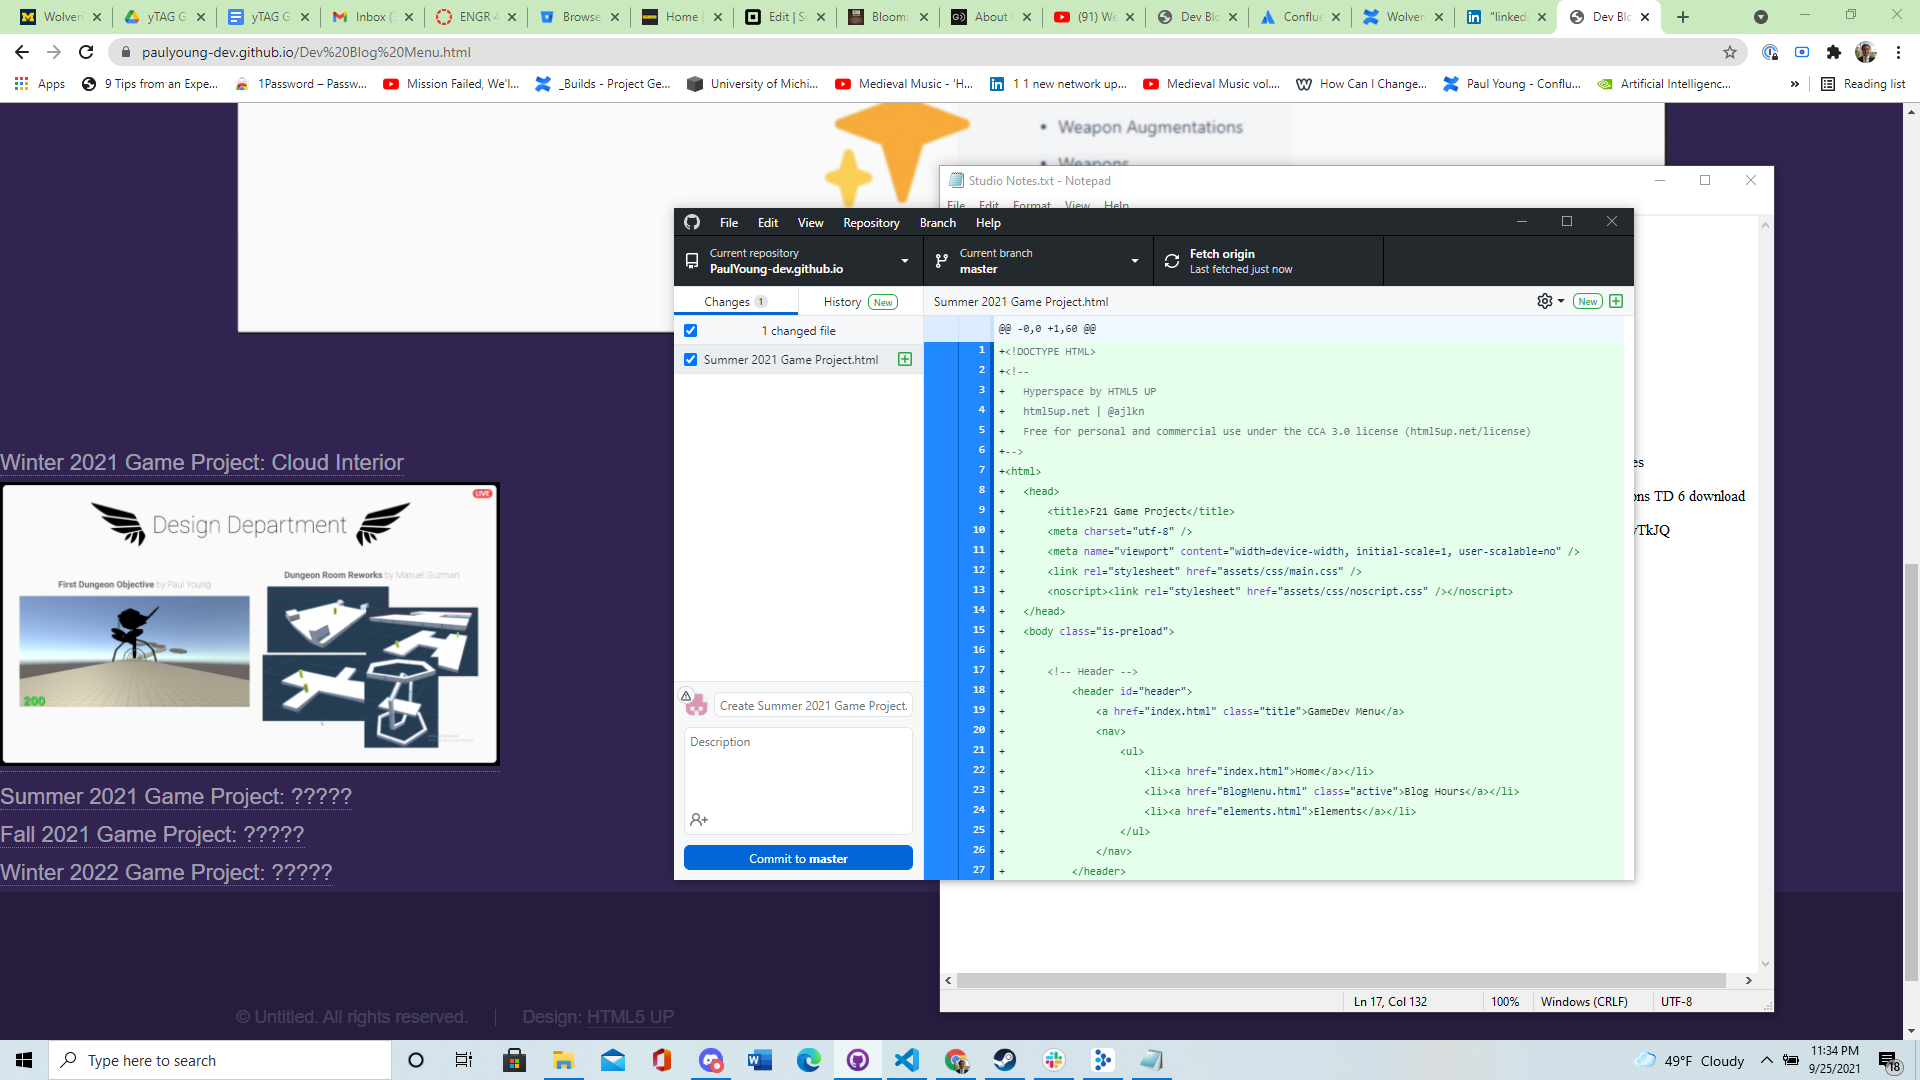 Wolver
yTAG G
yTAG G
Inbox (3
ENGR 4
Browse
Home |
Edit | S
Blooms
About
(91) We
Dev Blo
Conflue
Wolver
"linkedi
Dev Blo
paulyoung-dev.github.io/Dev%20Blog%20Menu.html
Apps
9 Tips from an Expe...
1Password – Passw...
Mission Failed, We'l...
_Builds - Project Ge...
University of Michi...
Medieval Music - 'H...
1 1 new network up...
Medieval Music vol....
How Can I Change...
Paul Young - Conflu...
Artificial Intelligenc...
»
Reading list
• Weapon Augmentations
• Weapons
Studio Notes.txt - Notepad
File Edit Format View Help
es
ons TD 6 download
TkJQ
Ln 17, Col 132
100%
Windows (CRLF)
UTF-8
File Edit View Repository Branch Help
Current repository
PaulYoung-dev.github.io
Current branch
master
Fetch origin
Last fetched just now
Changes 1
History New
Summer 2021 Game Project.html
New
1 changed file
Summer 2021 Game Project.html
Create Summer 2021 Game Project.
Description
Commit to master
@@ -0,0 +1,60 @@
1 +<!DOCTYPE HTML>
2 +<!--
3 + Hyperspace by HTML5 UP
4 + html5up.net | @ajlkn
5 + Free for personal and commercial use under the CCA 3.0 license (html5up.net/license)
6 +-->
7 +<html>
8 + <head>
9 + <title>F21 Game Project</title>
10 + <meta charset="utf-8" />
11 + <meta name="viewport" content="width=device-width, initial-scale=1, user-scalable=no" />
12 + <link rel="stylesheet" href="assets/css/main.css" />
13 + <noscript><link rel="stylesheet" href="assets/css/noscript.css" /></noscript>
14 + </head>
15 + <body class="is-preload">
16 +
17 + <!-- Header -->
18 + <header id="header">
19 + <a href="index.html" class="title">GameDev Menu</a>
20 + <nav>
21 + <ul>
22 + <li><a href="index.html">Home</a></li>
23 + <li><a href="BlogMenu.html" class="active">Blog Hours</a></li>
24 + <li><a href="elements.html">Elements</a></li>
25 + </ul>
26 + </nav>
27 + </header>
Winter 2021 Game Project: Cloud Interior
LIVE
Design Department
First Dungeon Objective by Paul Young
Dungeon Room Reworks by Manuel Guzman
200
Summer 2021 Game Project: ?????
Fall 2021 Game Project: ?????
Winter 2022 Game Project: ?????
© Untitled. All rights reserved. | Design: HTML5 UP
Type here to search
49°F Cloudy
11:34 PM
9/25/2021
18